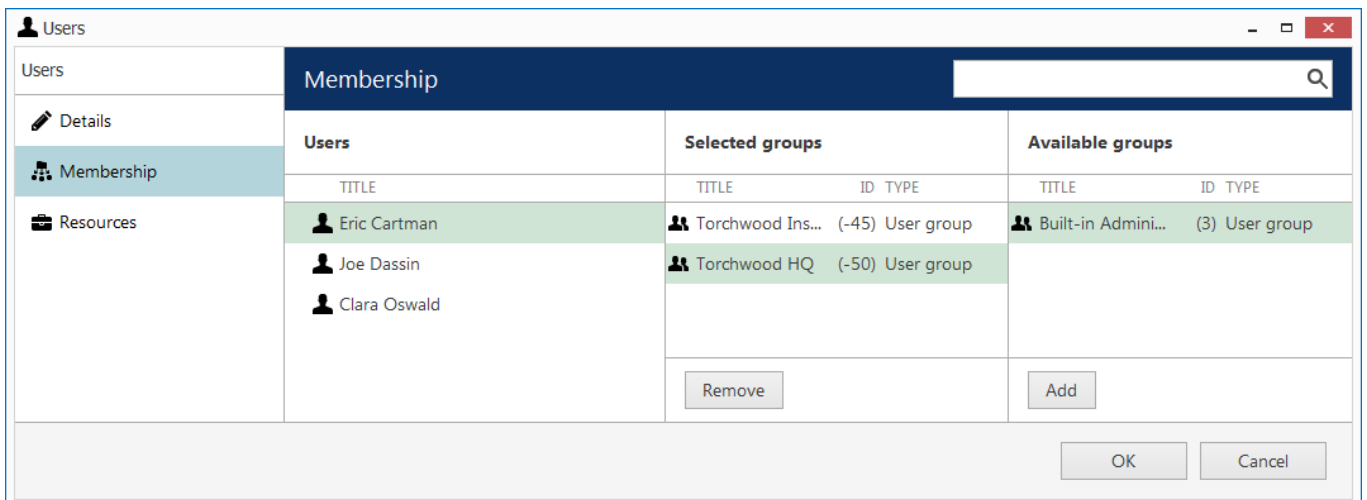 Users
Users
Membership
Details
Membership
Resources
Users
TITLE
Eric Cartman
Joe Dassin
Clara Oswald
Selected groups
TITLE ID TYPE
Torchwood Ins... (-45) User group
Torchwood HQ (-50) User group
Remove
Available groups
TITLE ID TYPE
Built-in Admini... (3) User group
Add
OK Cancel